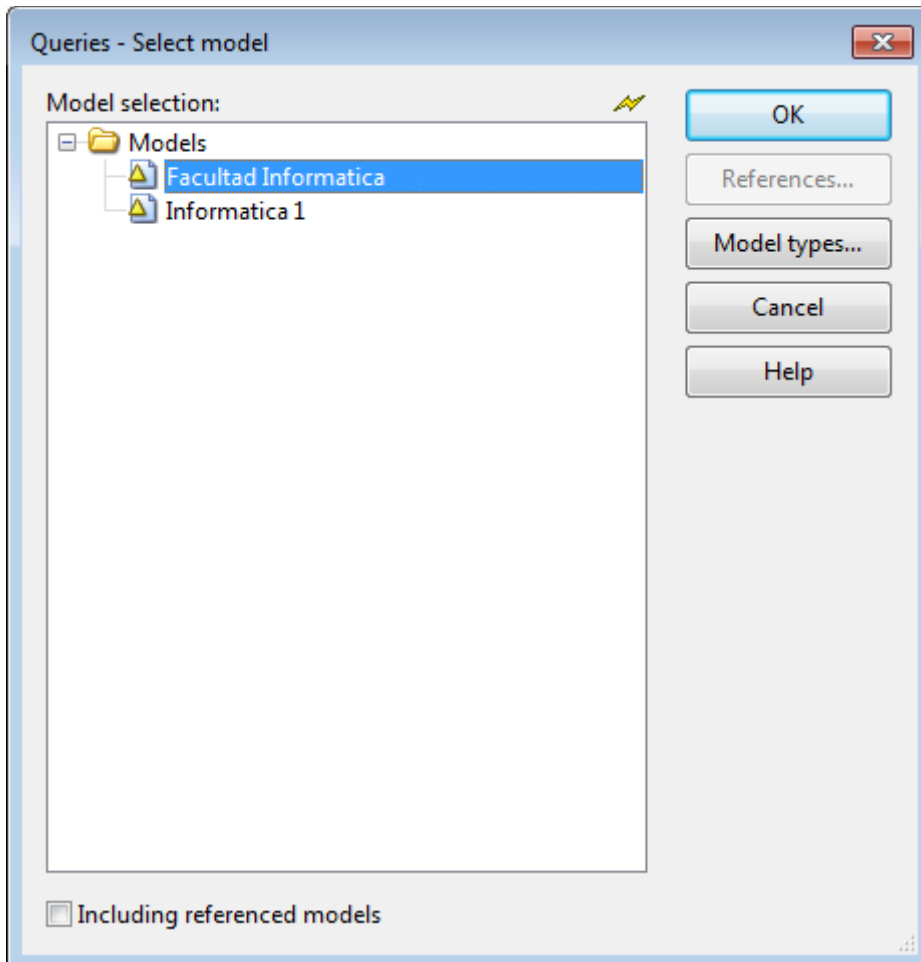 Queries - Select model
Model selection:
OK
Models
Facultad Informatica
References...
Informatica 1
Model types...
Cancel
Help
Including referenced models